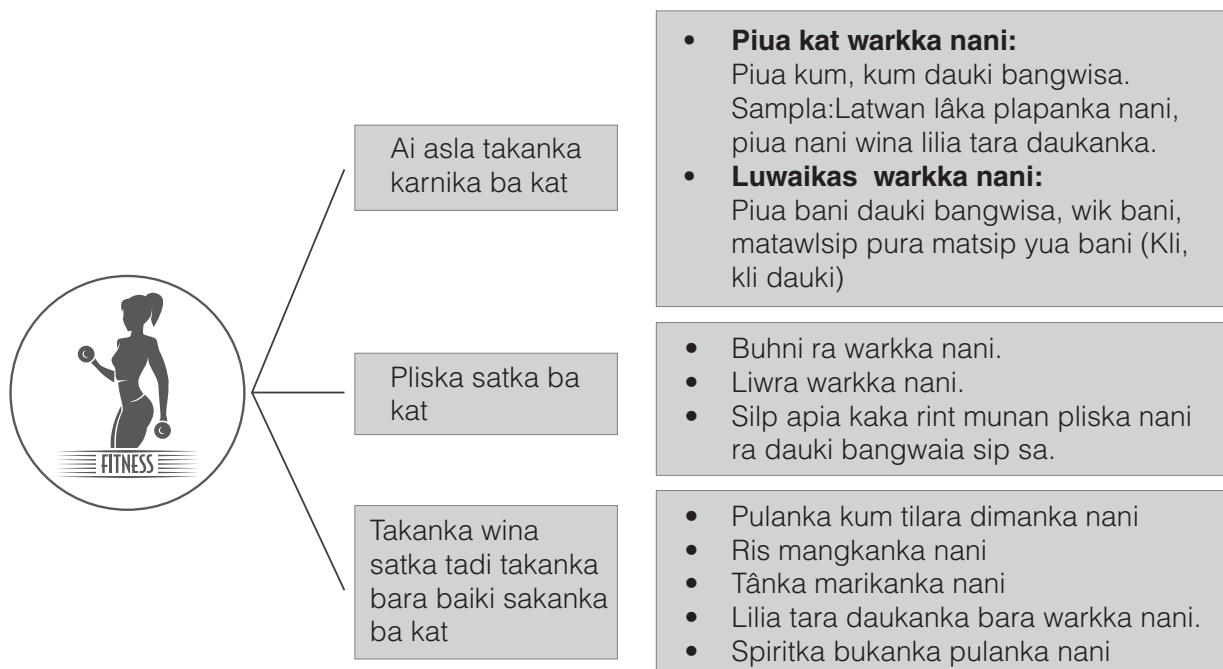 • Piua kat warkka nani:
Piua kum, kum dauki bangwisa.
Sampla:Latwan lâka plapanka nani,
piua nani wina lilia tara daukanka.
• Luwaikas warkka nani:
Piua bani dauki bangwisa, wik bani,
matawlsip pura matsip yua bani (Kli,
kli dauki)
Ai asla takanka
karnika ba kat
Pliska satka ba
kat
• Buhni ra warkka nani.
• Liwra warkka nani.
• Silp apia kaka rint munan pliska nani
ra dauki bangwaia sip sa.
FITNESS
Takanka wina
satka tadi takanka
bara baiki sakanka
ba kat
• Pulanka kum tilara dimanka nani
• Ris mangkanka nani
• Tânka marikanka nani
• Lilia tara daukanka bara warkka nani.
• Spiritka bukanka pulanka nani